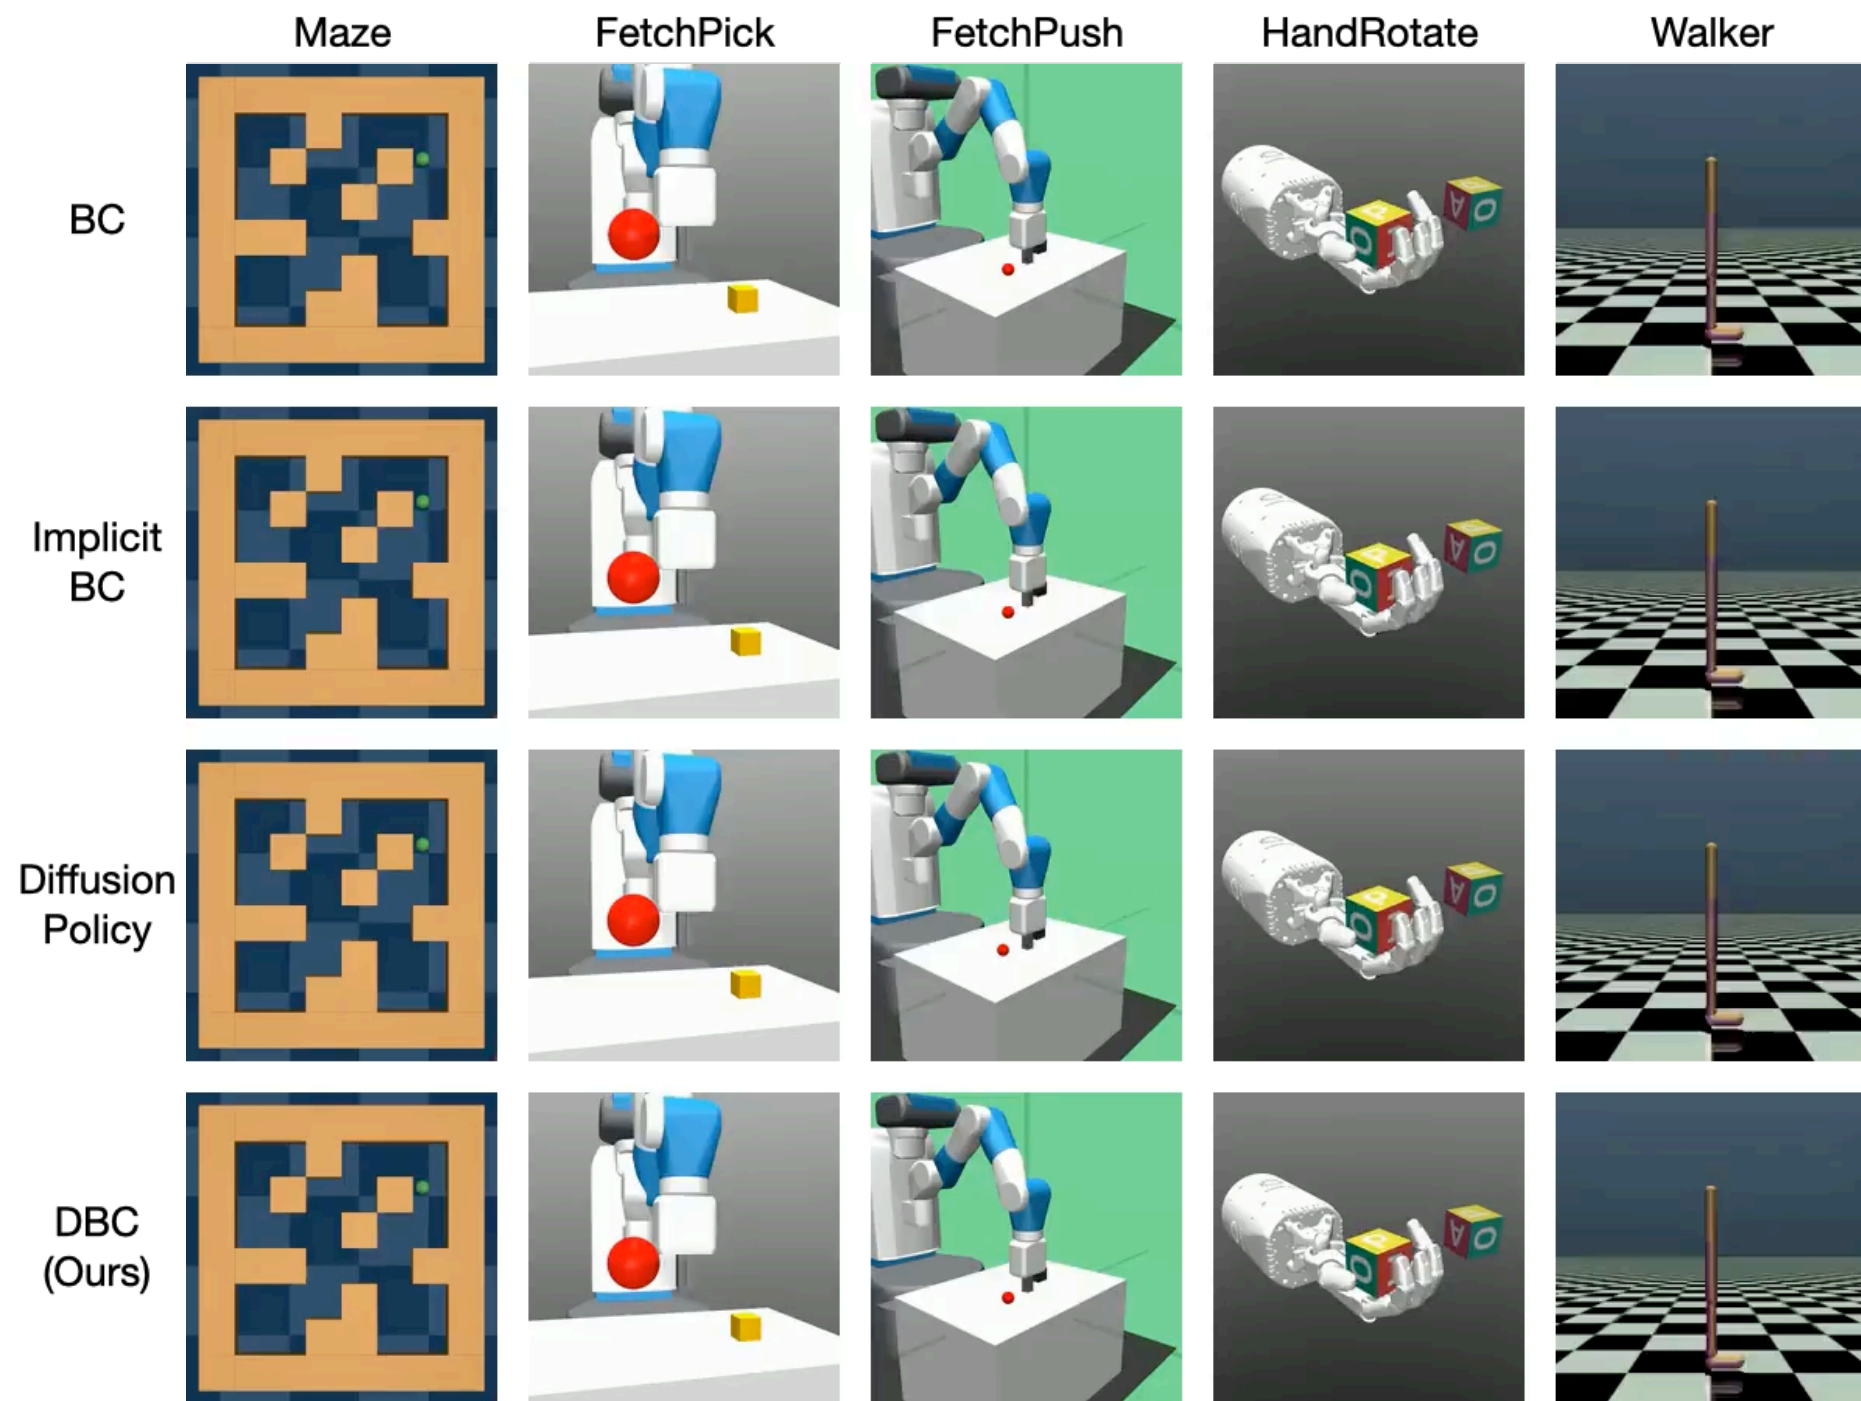 Maze FetchPick FetchPush HandRotate Walker
BC
Implicit
BC
Diffusion
Policy
DBC
(Ours)